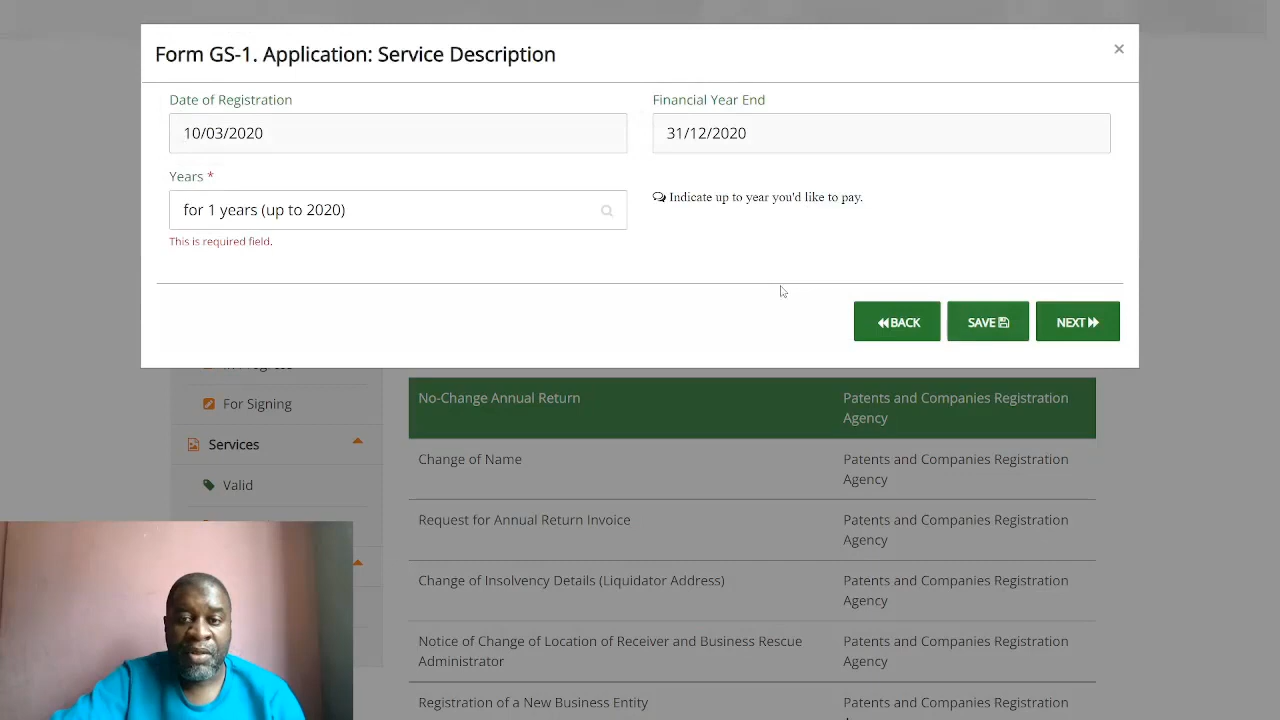 Form GS-1. Application: Service Description
×
Date of Registration
Financial Year End
10/03/2020
31/12/2020
Years *
for 1 years (up to 2020)
Indicate up to year you'd like to pay.
This is required field.
BACK
SAVE
NEXT
For Signing
Services
Valid
No-Change Annual Return
Patents and Companies Registration
Agency
Change of Name
Patents and Companies Registration
Agency
Request for Annual Return Invoice
Patents and Companies Registration
Agency
Change of Insolvency Details (Liquidator Address)
Patents and Companies Registration
Agency
Notice of Change of Location of Receiver and Business Rescue
Administrator
Patents and Companies Registration
Agency
Registration of a New Business Entity
Patents and Companies Registration